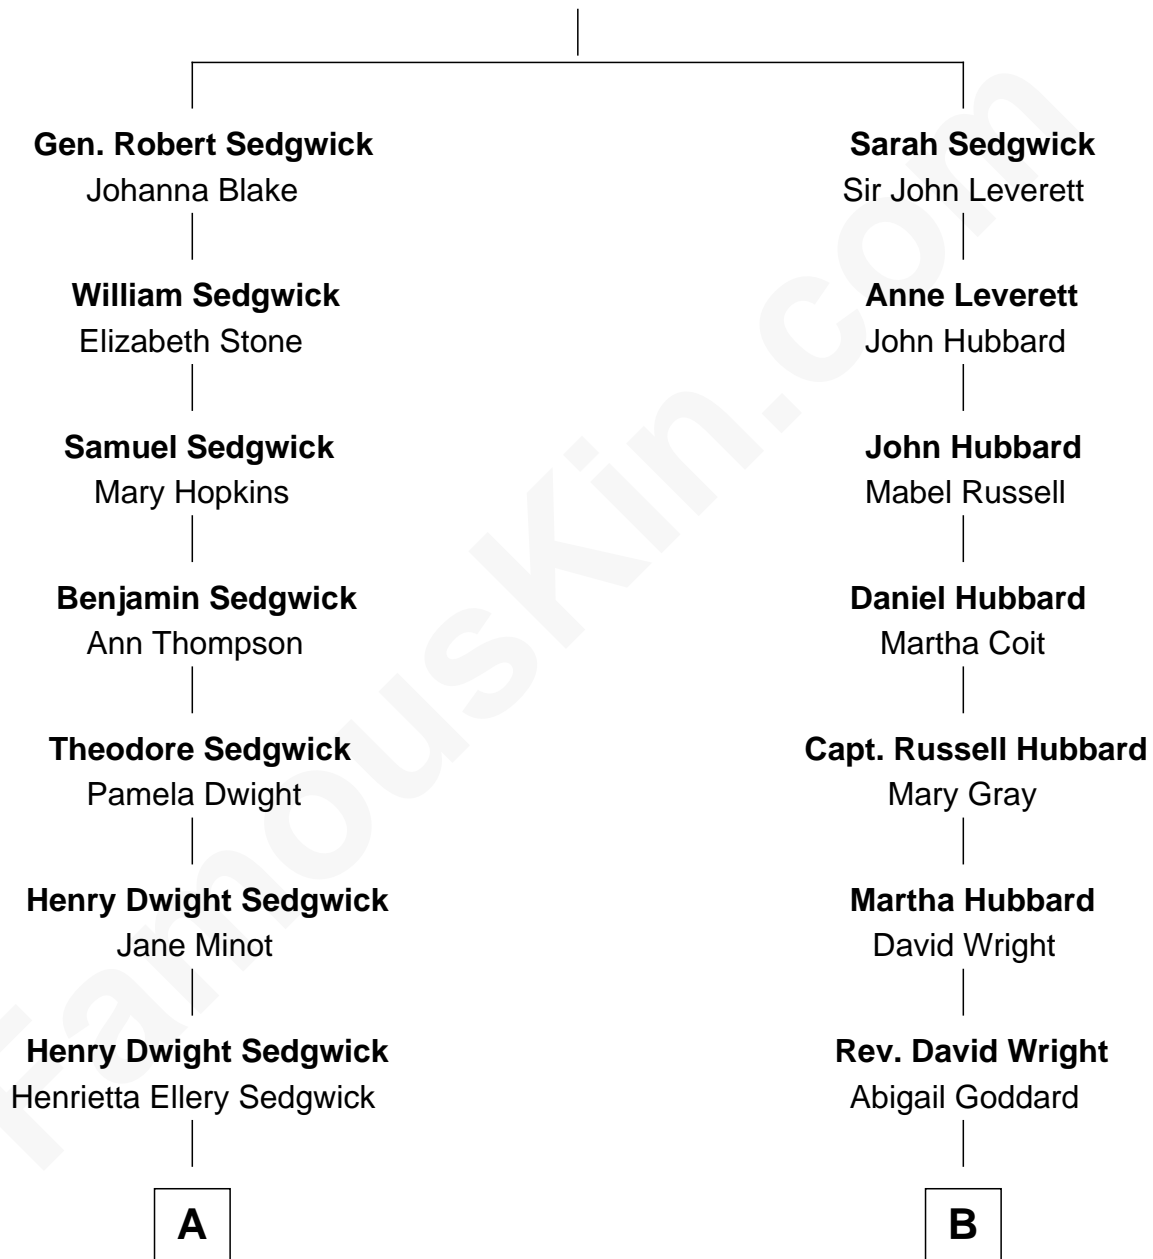 Gen. Robert Sedgwick
Johanna Blake
William Sedgwick
Elizabeth Stone
Samuel Sedgwick
Mary Hopkins
Benjamin Sedgwick
Ann Thompson
Theodore Sedgwick
Pamela Dwight
Henry Dwight Sedgwick
Jane Minot
Henry Dwight Sedgwick
Henrietta Ellery Sedgwick
A
Sarah Sedgwick
Sir John Leverett
Anne Leverett
John Hubbard
John Hubbard
Mabel Russell
Daniel Hubbard
Martha Coit
Capt. Russell Hubbard
Mary Gray
Martha Hubbard
David Wright
Rev. David Wright
Abigail Goddard
B
FamousKin.com